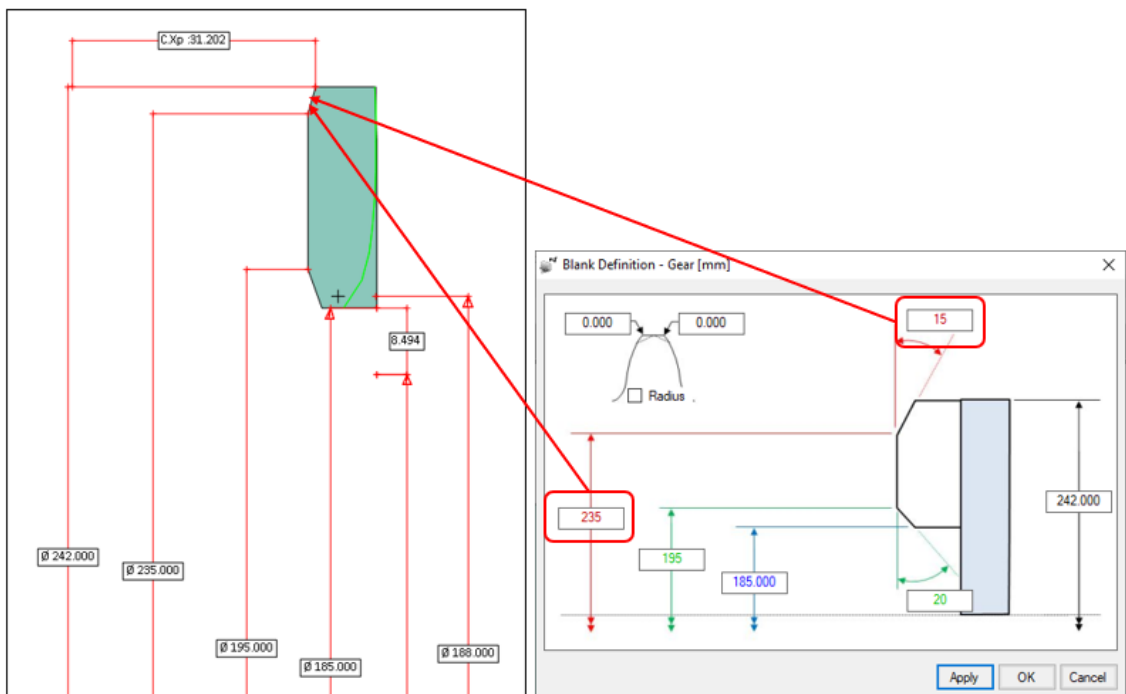 C.Xp :31.202
8.494
Ø 242.000
Ø 235.000
Ø 195.000
Ø 185.000
Ø 188.000
Blank Definition - Gear [mm]
0.000
0.000
Radius
15
235
195
185.000
20
242.000
Apply
OK
Cancel